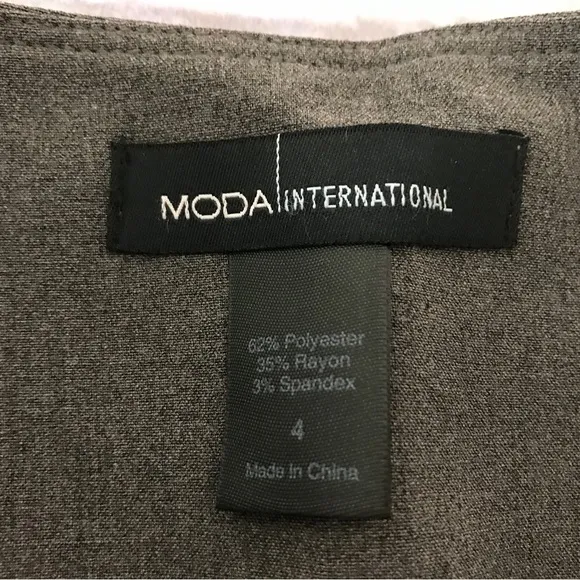 MODA INTERNATIONAL
62% Polyester
35% Rayon
3% Spandex
4
Made In China